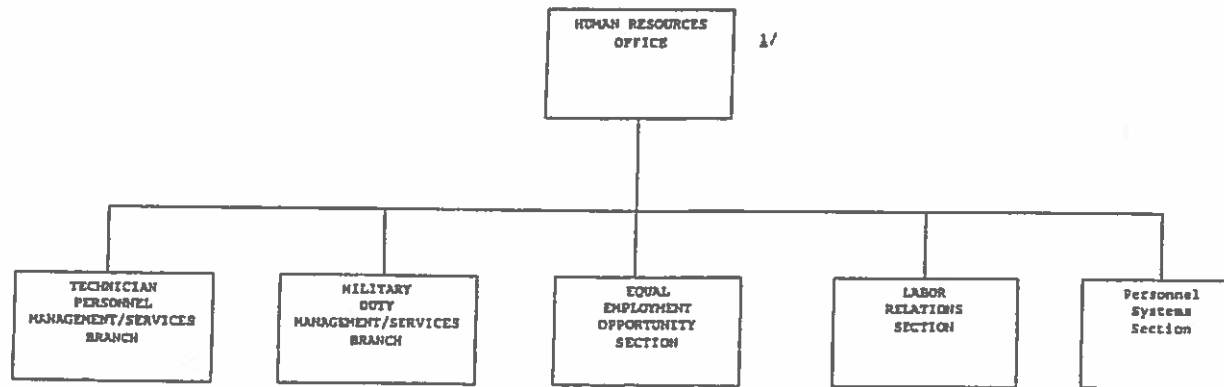 HUMAN RESOURCES
OFFICE
1/
TECHNICIAN
PERSONNEL
MANAGEMENT/SERVICES
BRANCH
MILITARY
DUTY
MANAGEMENT/SERVICES
BRANCH
EQUAL
EMPLOYMENT
OPPORTUNITY
SECTION
LABOR
RELATIONS
SECTION
Personnel
Systems
Section